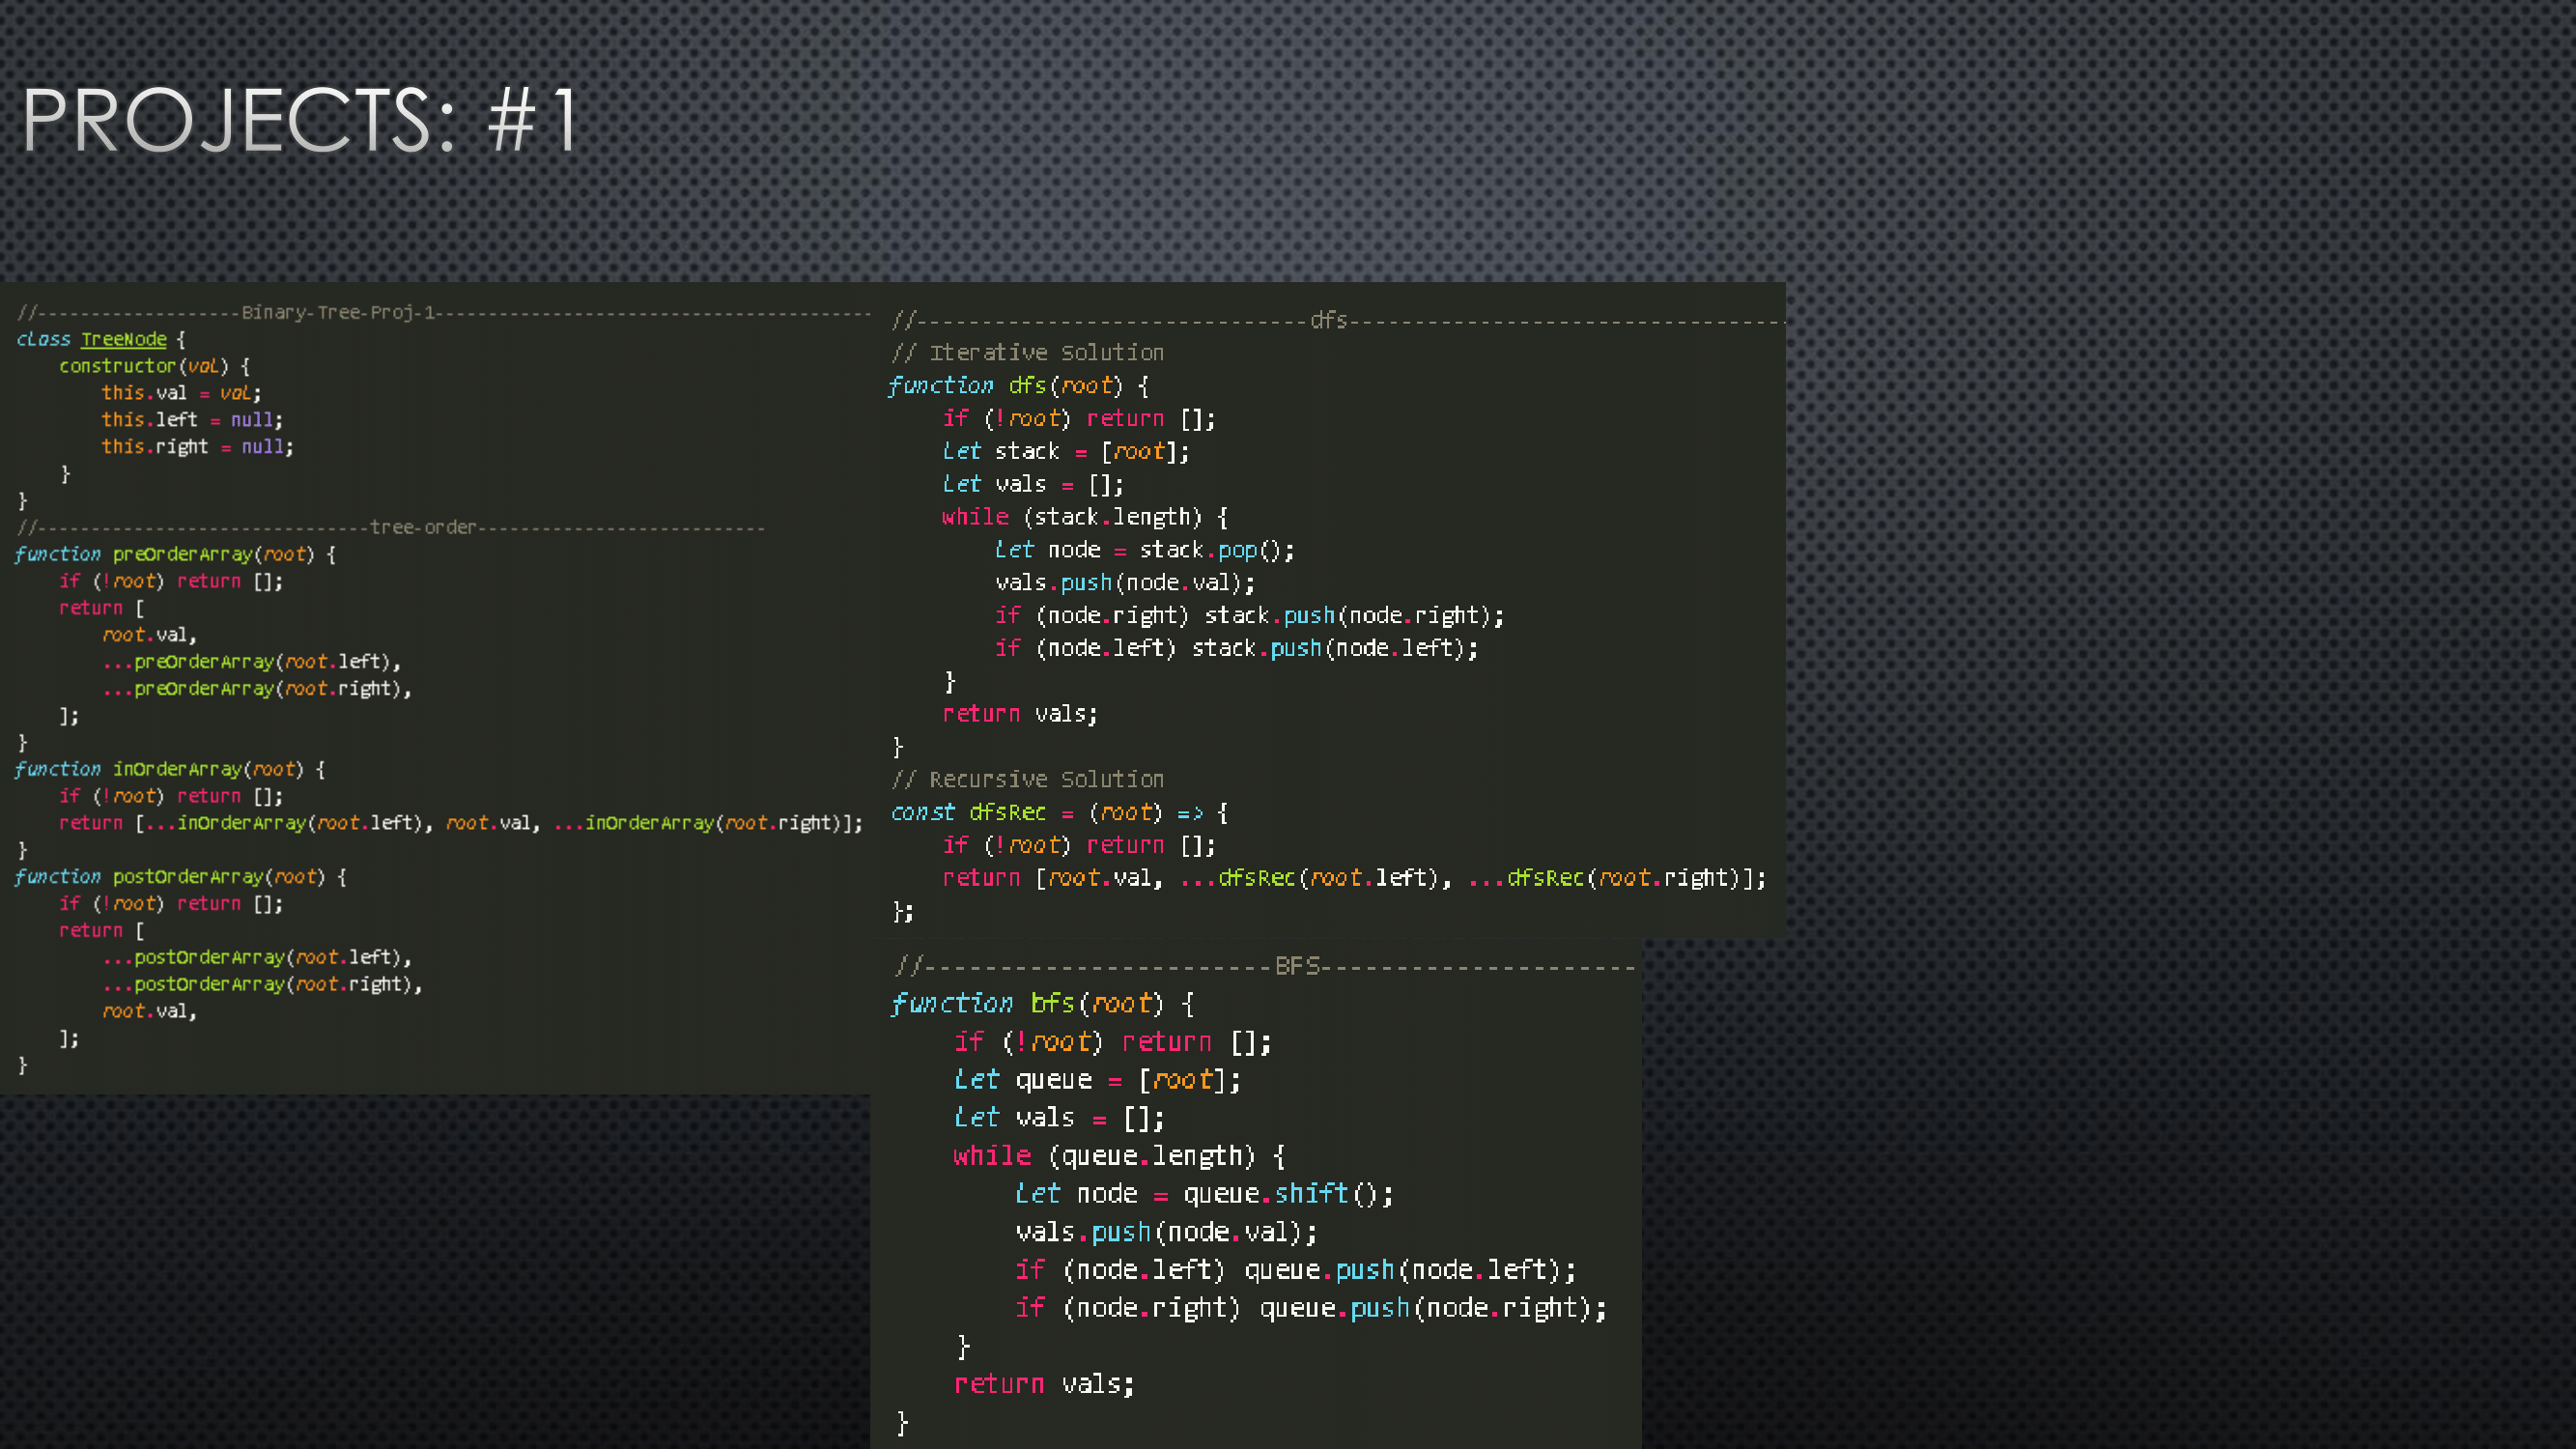 PROJECTS: #1
//-------------------Binary-Tree-Proj-1-----------------------------------------
class TreeNode {
    constructor(val) {
        this.val = val;
        this.left = null;
        this.right = null;
    }
}
//-------------------------------tree-order---------------------------
function preOrderArray(root) {
    if (!root) return [];
    return [
        root.val,
        ...preOrderArray(root.left),
        ...preOrderArray(root.right),
    ];
}
function inOrderArray(root) {
    if (!root) return [];
    return [...inOrderArray(root.left), root.val, ...inOrderArray(root.right)];
}
function postOrderArray(root) {
    if (!root) return [];
    return [
        ...postOrderArray(root.left),
        ...postOrderArray(root.right),
        root.val,
    ];
}
//------------------------------dfs----------------------------------
// Iterative Solution
function dfs(root) {
    if (!root) return [];
    let stack = [root];
    let vals = [];
    while (stack.length) {
        let node = stack.pop();
        vals.push(node.val);
        if (node.right) stack.push(node.right);
        if (node.left) stack.push(node.left);
    }
    return vals;
}
// Recursive Solution
const dfsRec = (root) => {
    if (!root) return [];
    return [root.val, ...dfsRec(root.left), ...dfsRec(root.right)];
};
//-----------------------BFS---------------------
function bfs(root) {
    if (!root) return [];
    let queue = [root];
    let vals = [];
    while (queue.length) {
        let node = queue.shift();
        vals.push(node.val);
        if (node.left) queue.push(node.left);
        if (node.right) queue.push(node.right);
    }
    return vals;
}